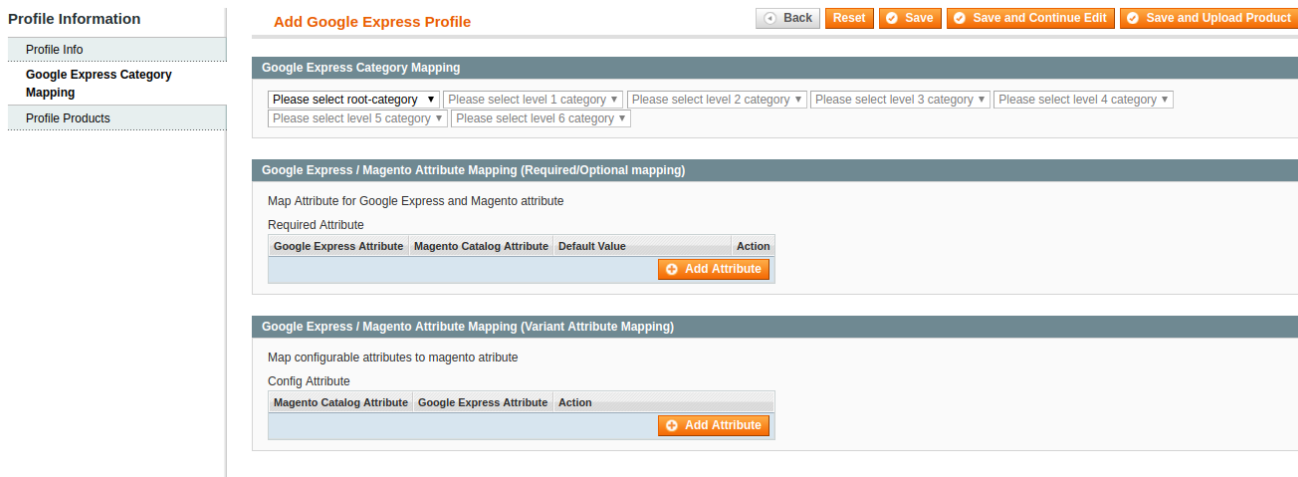 Profile Information
Add Google Express Profile
Back Reset Save Save and Continue Edit Save and Upload Product
Profile Info
Google Express Category
Mapping
Profile Products
Google Express Category Mapping
Please select root-category Please select level 1 category Please select level 2 category Please select level 3 category Please select level 4 category
Please select level 5 category Please select level 6 category
Google Express / Magento Attribute Mapping (Required/Optional mapping)
Map Attribute for Google Express and Magento attribute
Required Attribute
Google Express Attribute Magento Catalog Attribute Default Value Action
Add Attribute
Google Express / Magento Attribute Mapping (Variant Attribute Mapping)
Map configurable attributes to magento atribute
Config Attribute
Magento Catalog Attribute Google Express Attribute Action
Add Attribute